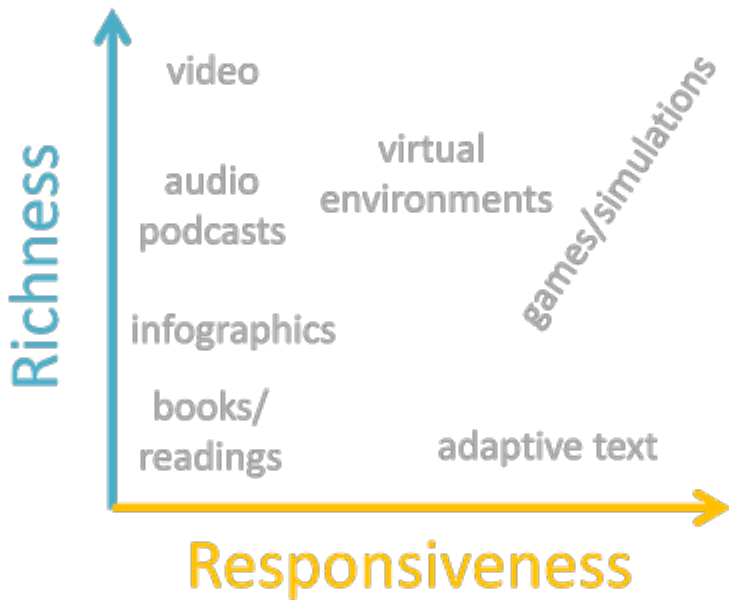 Richness
video
audio
podcasts
virtual
environments
games/simulations
infographics
books/
readings
adaptive text
Responsiveness